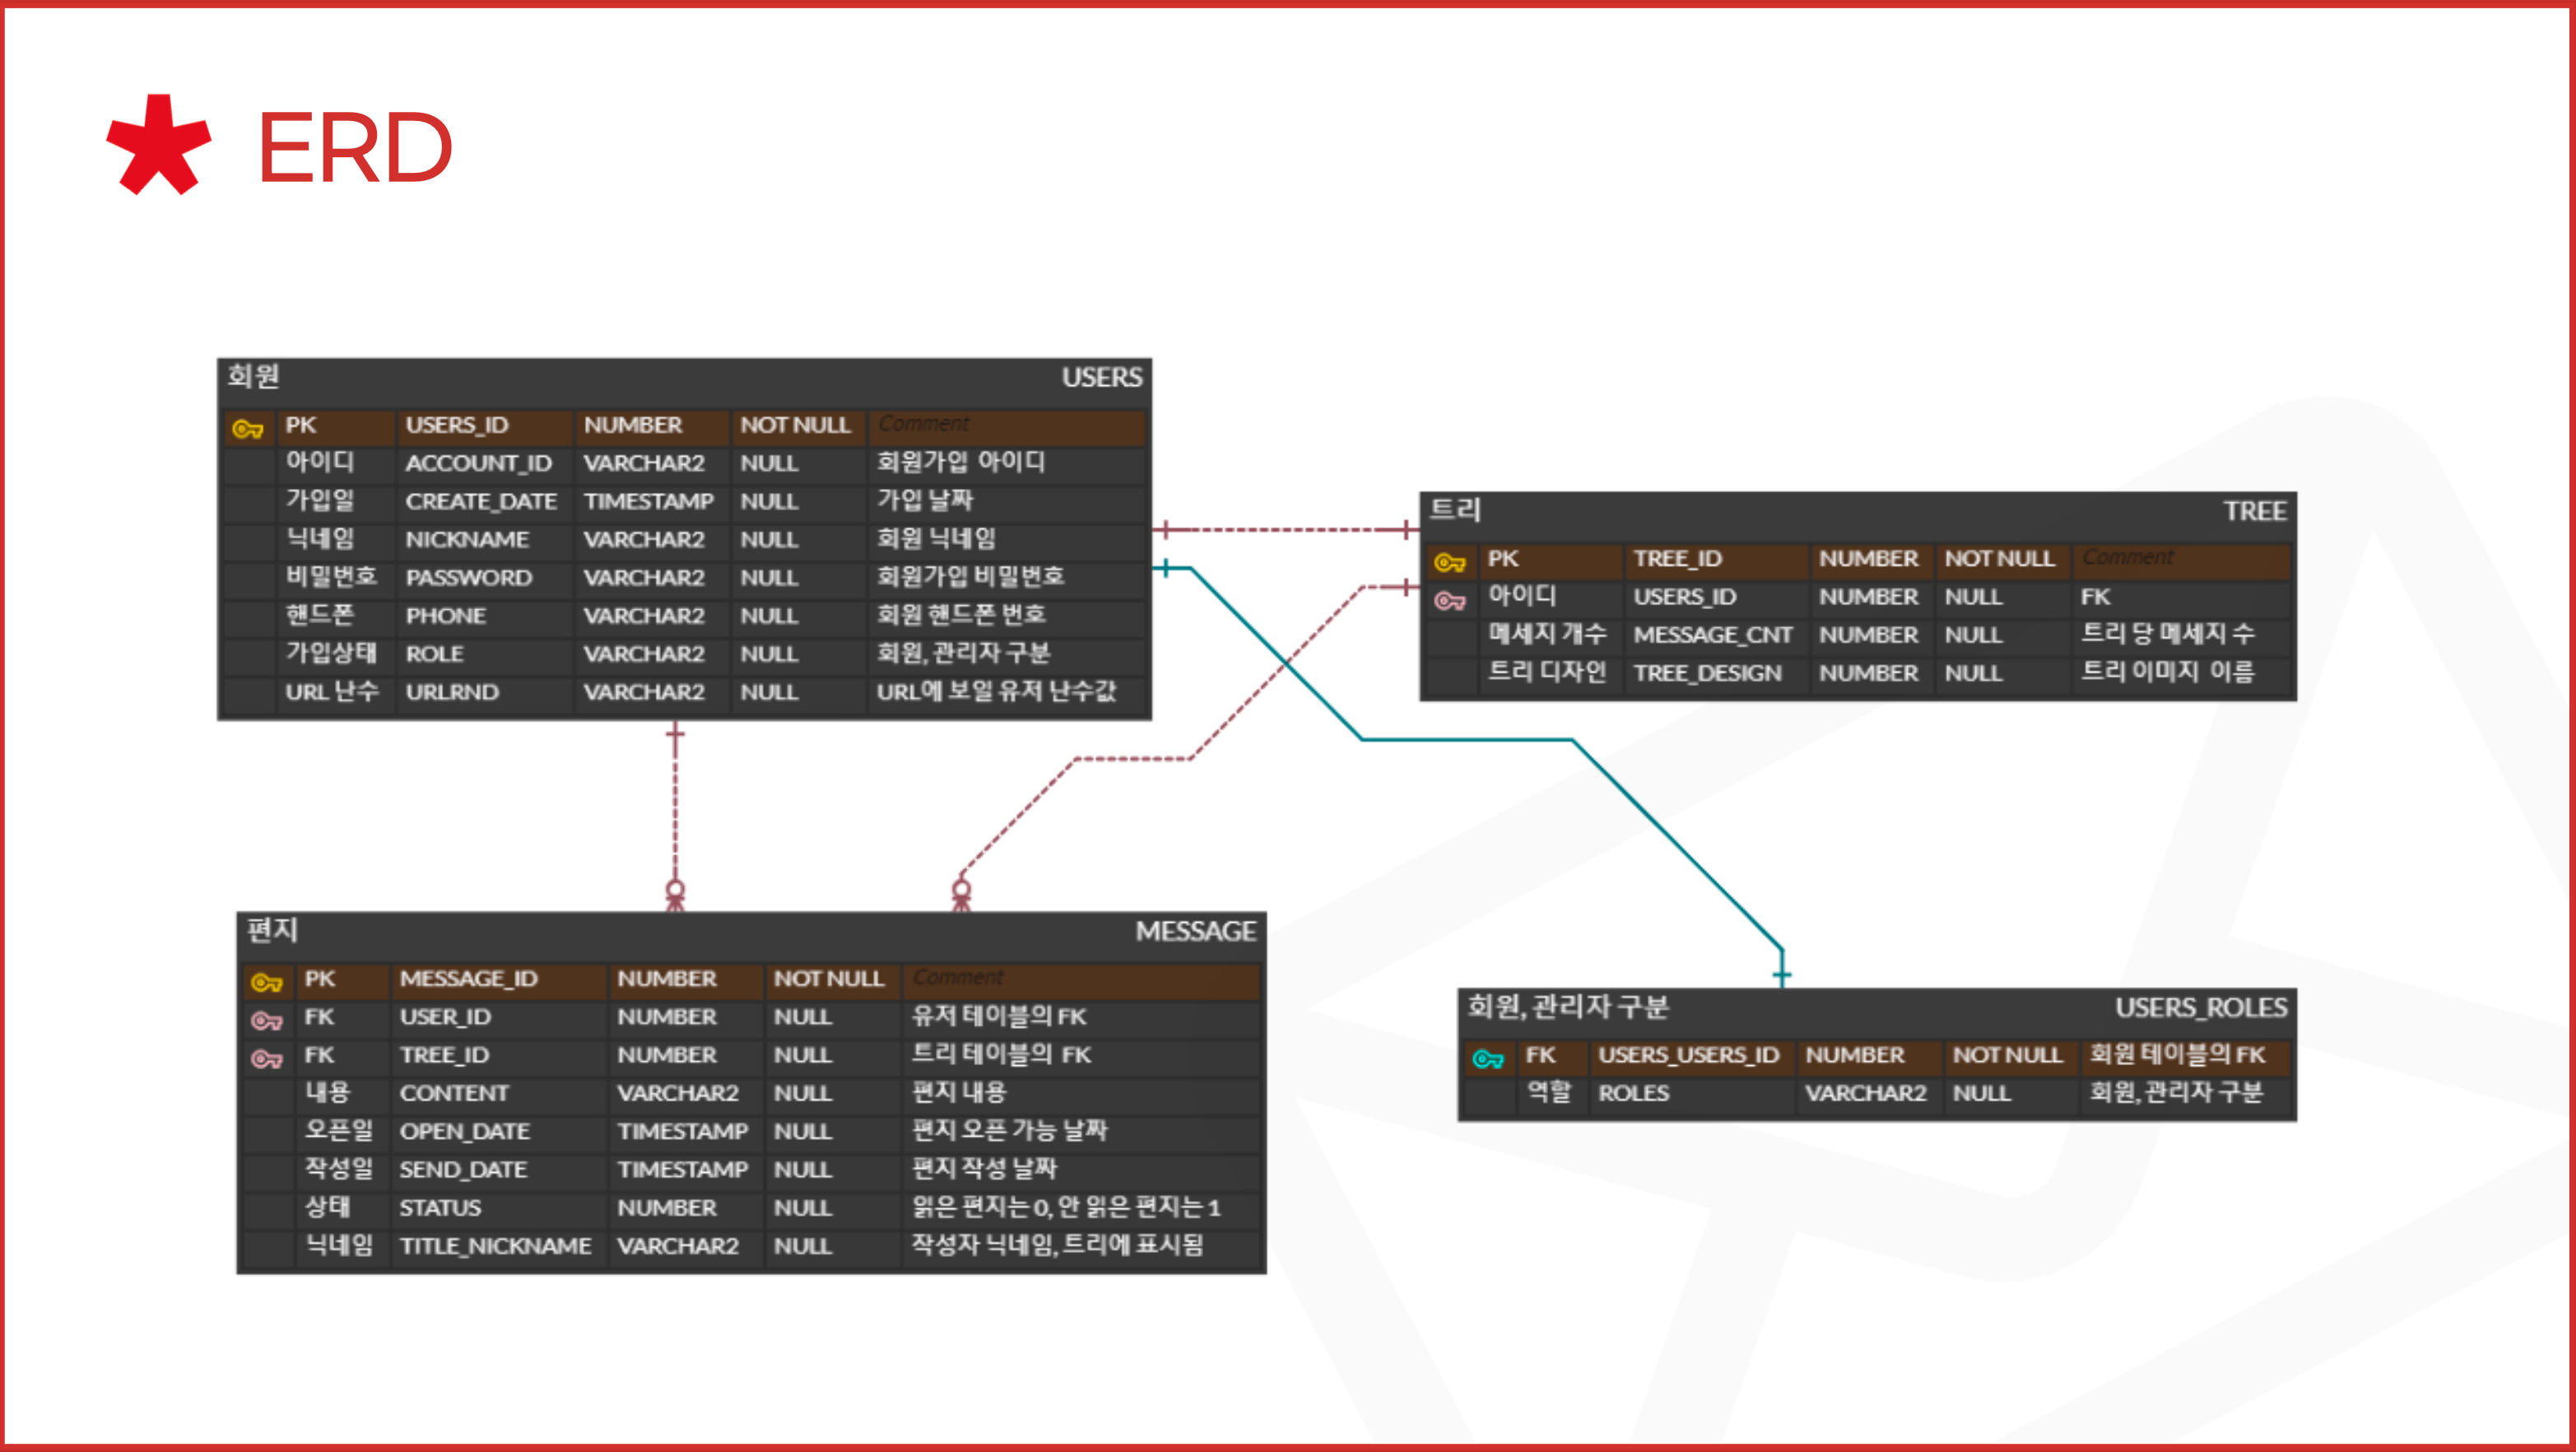 ERD
회원 USERS
PK USERS_ID NUMBER NOT NULL Comment
아이디 ACCOUNT_ID VARCHAR2 NULL 회원가입 아이디
가입일 CREATE_DATE TIMESTAMP NULL 가입 날짜
닉네임 NICKNAME VARCHAR2 NULL 회원 닉네임
비밀번호 PASSWORD VARCHAR2 NULL 회원가입 비밀번호
핸드폰 PHONE VARCHAR2 NULL 회원 핸드폰 번호
가입상태 ROLE VARCHAR2 NULL 회원, 관리자 구분
URL 난수 URLRND VARCHAR2 NULL URL에 보일 유저 난수값
트리 TREE
PK TREE_ID NUMBER NOT NULL Comment
아이디 USERS_ID NUMBER NULL FK
메세지 개수 MESSAGE_CNT NUMBER NULL 트리 당 메세지 수
트리 디자인 TREE_DESIGN NUMBER NULL 트리 이미지 이름
편지 MESSAGE
PK MESSAGE_ID NUMBER NOT NULL Comment
FK USER_ID NUMBER NULL 유저 테이블의 FK
FK TREE_ID NUMBER NULL 트리 테이블의 FK
내용 CONTENT VARCHAR2 NULL 편지 내용
오픈일 OPEN_DATE TIMESTAMP NULL 편지 오픈 가능 날짜
작성일 SEND_DATE TIMESTAMP NULL 편지 작성 날짜
상태 STATUS NUMBER NULL 읽은 편지는 0, 안 읽은 편지는 1
닉네임 TITLE_NICKNAME VARCHAR2 NULL 작성자 닉네임, 트리에 표시됨
회원, 관리자 구분 USERS_ROLES
FK USERS_USERS_ID NUMBER NOT NULL 회원 테이블의 FK
역할 ROLES VARCHAR2 NULL 회원, 관리자 구분